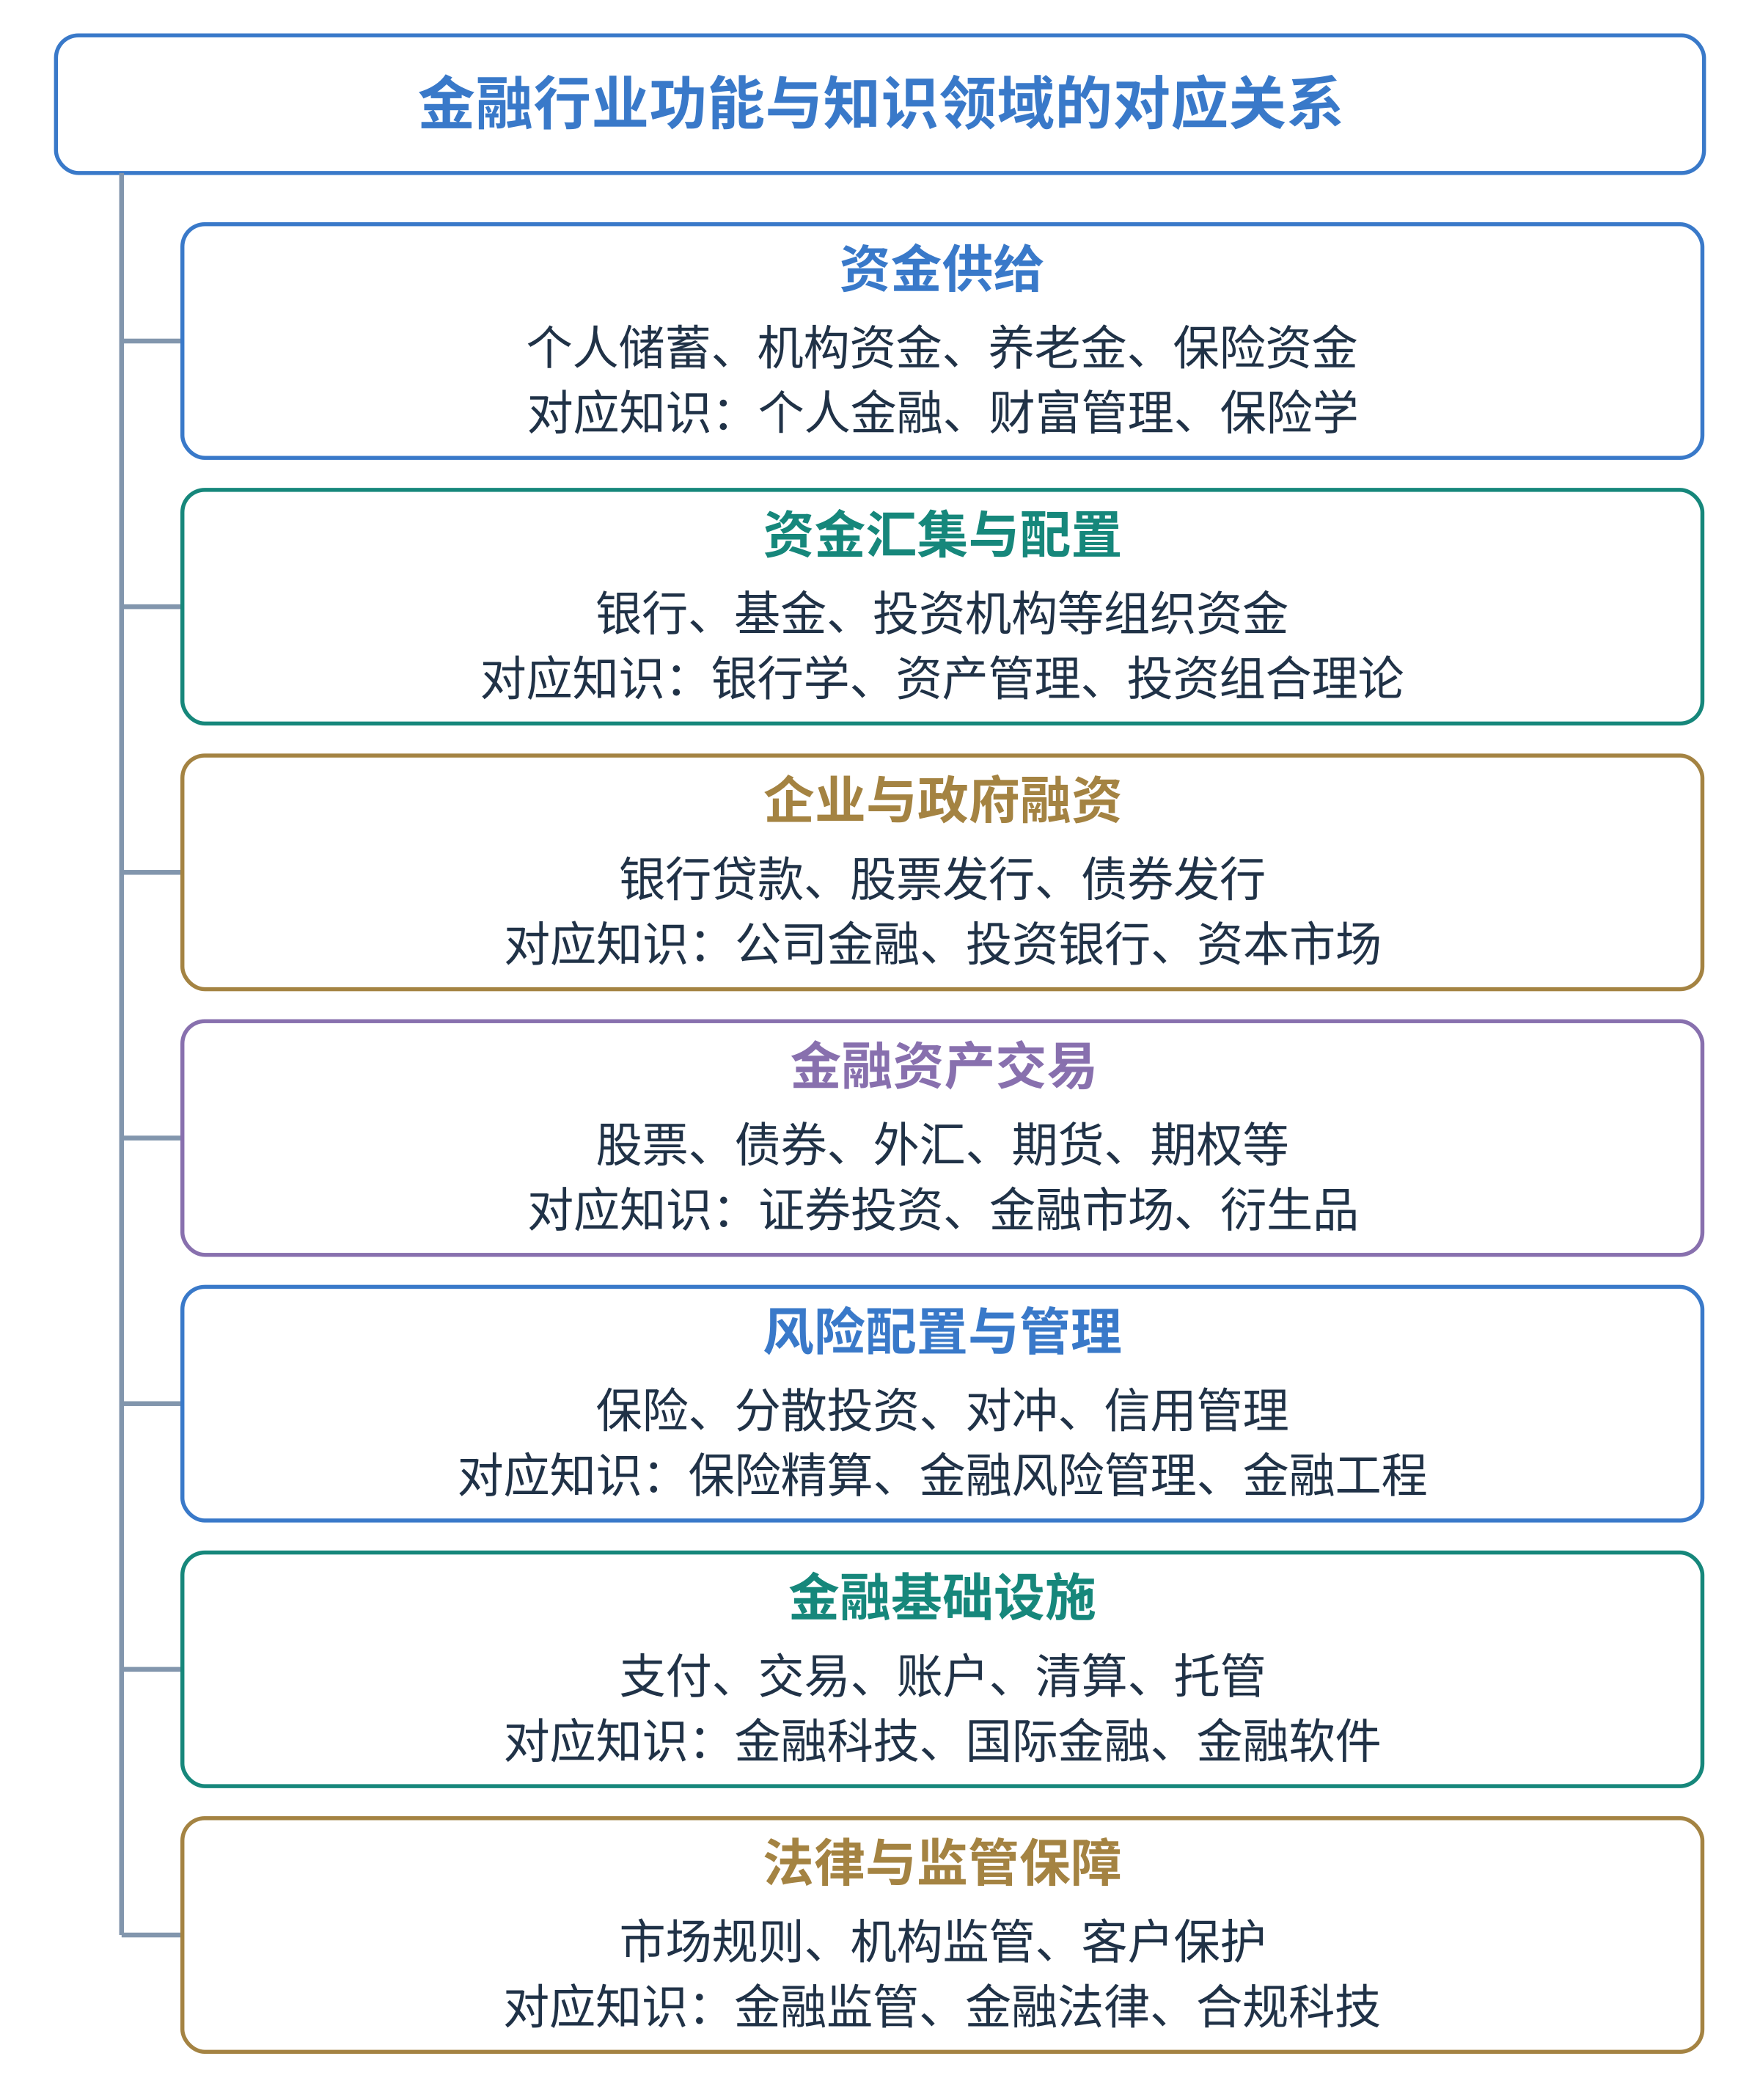 金融行业功能与知识领域的对应关系
资金供给
个人储蓄、机构资金、养老金、保险资金
对应知识：个人金融、财富管理、保险学
资金汇集与配置
银行、基金、投资机构等组织资金
对应知识：银行学、资产管理、投资组合理论
企业与政府融资
银行贷款、股票发行、债券发行
对应知识：公司金融、投资银行、资本市场
金融资产交易
股票、债券、外汇、期货、期权等
对应知识：证券投资、金融市场、衍生品
风险配置与管理
保险、分散投资、对冲、信用管理
对应知识：保险精算、金融风险管理、金融工程
金融基础设施
支付、交易、账户、清算、托管
对应知识：金融科技、国际金融、金融软件
法律与监管保障
市场规则、机构监管、客户保护
对应知识：金融监管、金融法律、合规科技